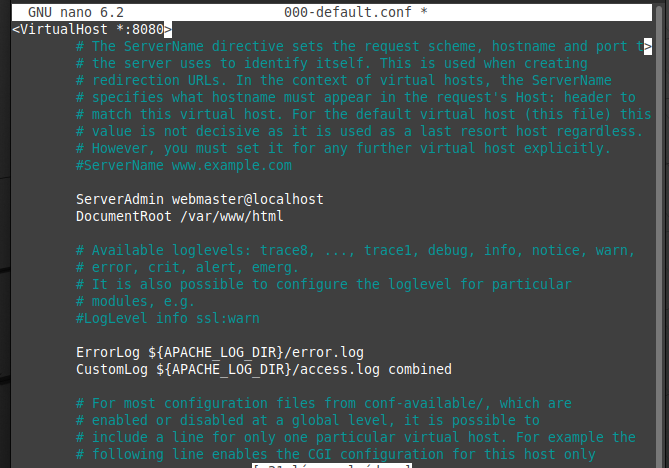 GNU nano 6.2 000-default.conf *
<VirtualHost *:8080>
# The ServerName directive sets the request scheme, hostname and port t>
# the server uses to identify itself. This is used when creating
# redirection URLs. In the context of virtual hosts, the ServerName
# specifies what hostname must appear in the request's Host: header to
# match this virtual host. For the default virtual host (this file) this
# value is not decisive as it is used as a last resort host regardless.
# However, you must set it for any further virtual host explicitly.
#ServerName www.example.com
ServerAdmin webmaster@localhost
DocumentRoot /var/www/html
# Available loglevels: trace8, ..., trace1, debug, info, notice, warn,
# error, crit, alert, emerg.
# It is also possible to configure the loglevel for particular
# modules, e.g.
#LogLevel info ssl:warn
ErrorLog ${APACHE_LOG_DIR}/error.log
CustomLog ${APACHE_LOG_DIR}/access.log combined
# For most configuration files from conf-available/, which are
# enabled or disabled at a global level, it is possible to
# include a line for only one particular virtual host. For example the
# following line enables the CGI configuration for this host only